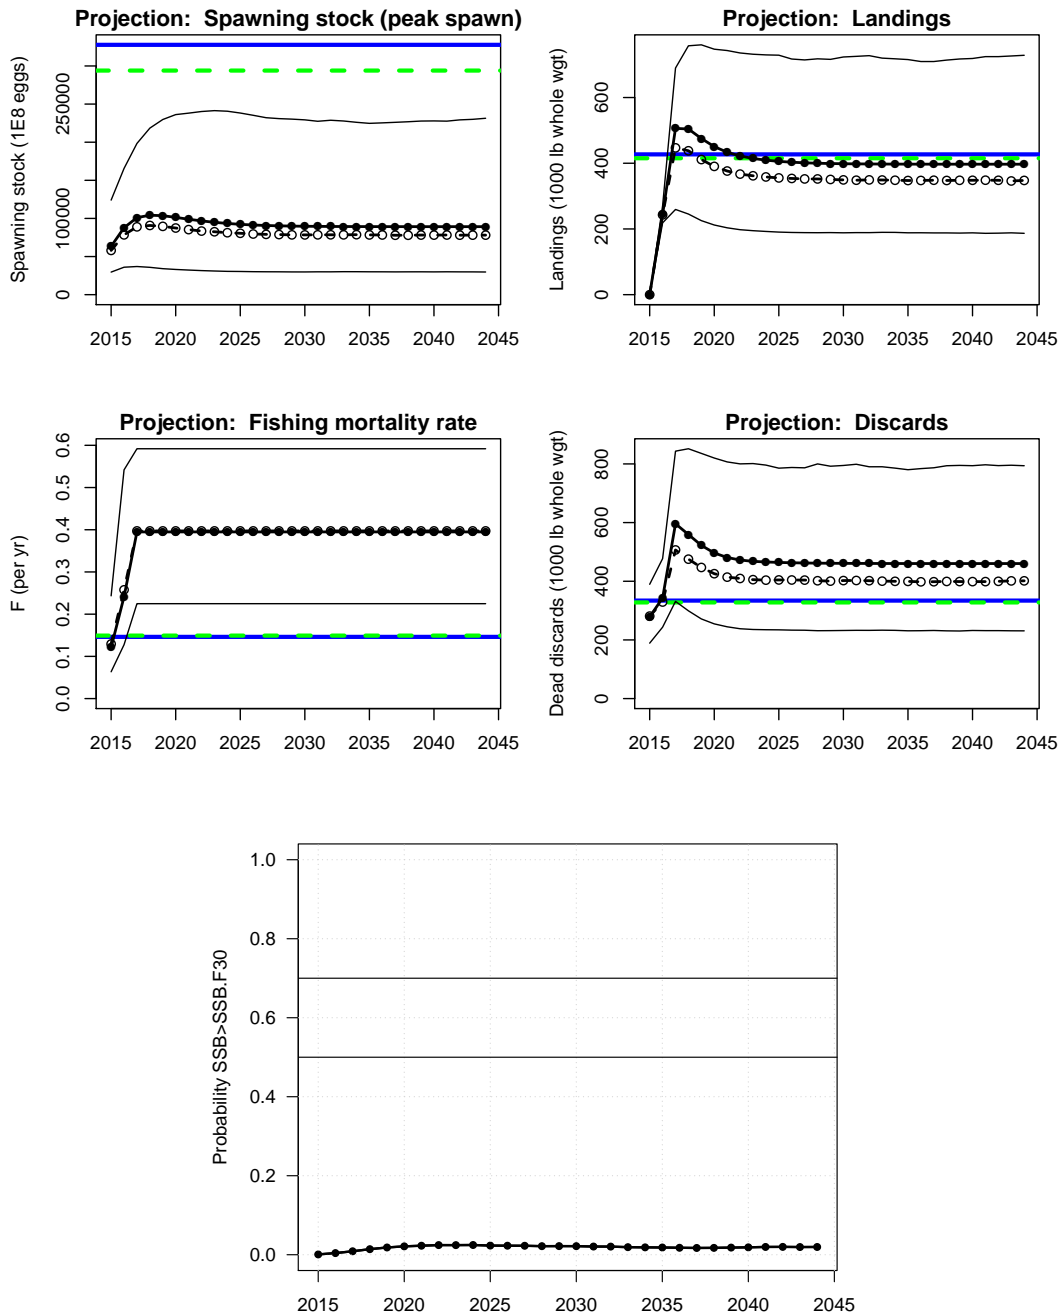 Projection:  Spawning stock (peak spawn)
Spawning stock (1E8 eggs)
250000
100000
0
2015 2020 2025 2030 2035 2040 2045
Projection:  Landings
Landings (1000 lb whole wgt)
600
400
200
0
2015 2020 2025 2030 2035 2040 2045
Projection:  Fishing mortality rate
F (per yr)
0.6
0.5
0.4
0.3
0.2
0.1
0.0
2015 2020 2025 2030 2035 2040 2045
Projection:  Discards
Dead discards (1000 lb whole wgt)
800
600
400
200
0
2015 2020 2025 2030 2035 2040 2045
Probability SSB>SSB.F30
1.0
0.8
0.6
0.4
0.2
0.0
2015 2020 2025 2030 2035 2040 2045